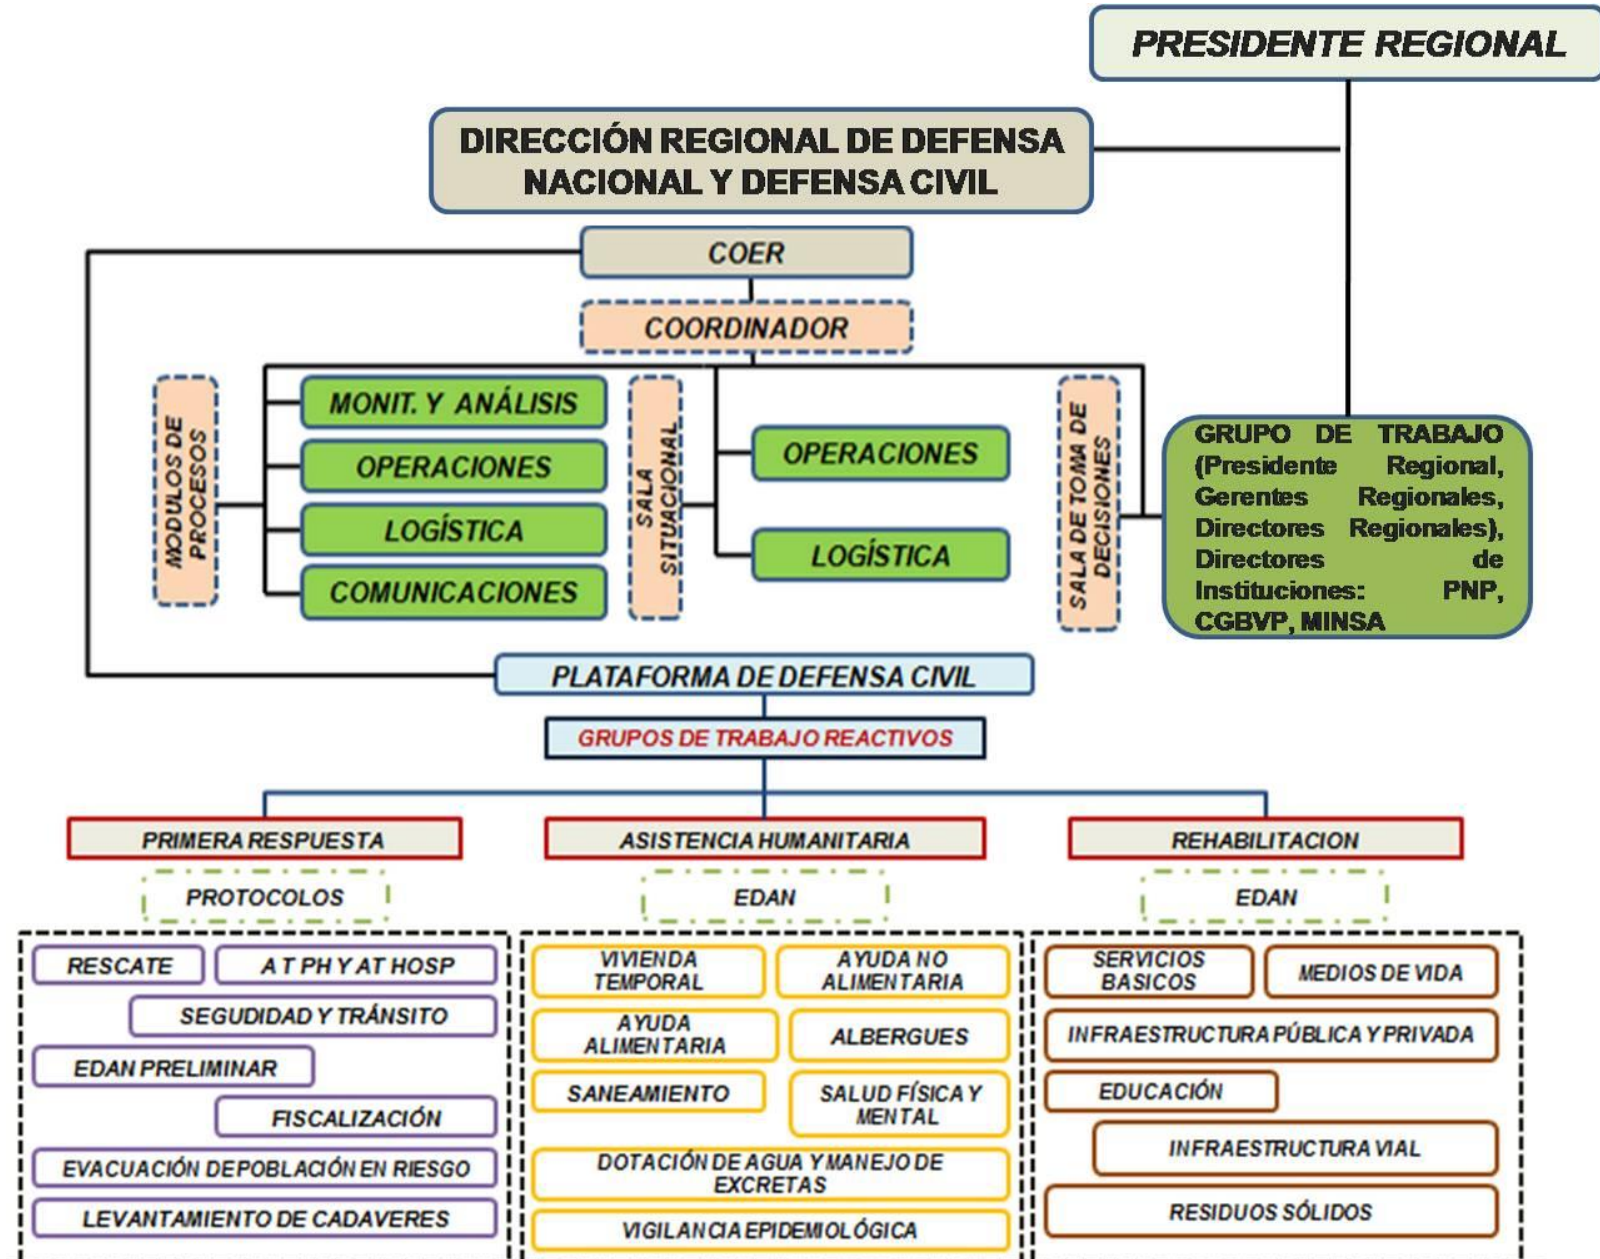 PRESIDENTE REGIONAL
DIRECCIÓN REGIONAL DE DEFENSA
NACIONAL Y DEFENSA CIVIL
COER
COORDINADOR
MODULOS DE
PROCESOS
MONIT. Y ANÁLISIS
OPERACIONES
LOGÍSTICA
COMUNICACIONES
SALA
SITUACIONAL
OPERACIONES
LOGÍSTICA
SALA DE TOMA DE
DECISIONES
GRUPO DE TRABAJO
(Presidente Regional,
Gerentes Regionales,
Directores Regionales),
Directores de
Instituciones: PNP,
CGBVP, MINSA
PLATAFORMA DE DEFENSA CIVIL
GRUPOS DE TRABAJO REACTIVOS
PRIMERA RESPUESTA
PROTOCOLOS
RESCATE
A T PH Y AT HOSP
SEGUDIDAD Y TRÁNSITO
EDAN PRELIMINAR
FISCALIZACIÓN
EVACUACIÓN DE POBLACIÓN EN RIESGO
LEVANTAMIENTO DE CADAVERES
ASISTENCIA HUMANITARIA
EDAN
VIVIENDA
TEMPORAL
AYUDA NO
ALIMENTARIA
AYUDA
ALIMENTARIA
ALBERGUES
SANEAMIENTO
SALUD FÍSICA Y
MENTAL
DOTACIÓN DE AGUA Y MANEJO DE
EXCRETAS
VIGILANCIA EPIDEMIOLÓGICA
REHABILITACION
EDAN
SERVICIOS
BASICOS
MEDIOS DE VIDA
INFRAESTRUCTURA PÚBLICA Y PRIVADA
EDUCACIÓN
INFRAESTRUCTURA VIAL
RESIDUOS SÓLIDOS